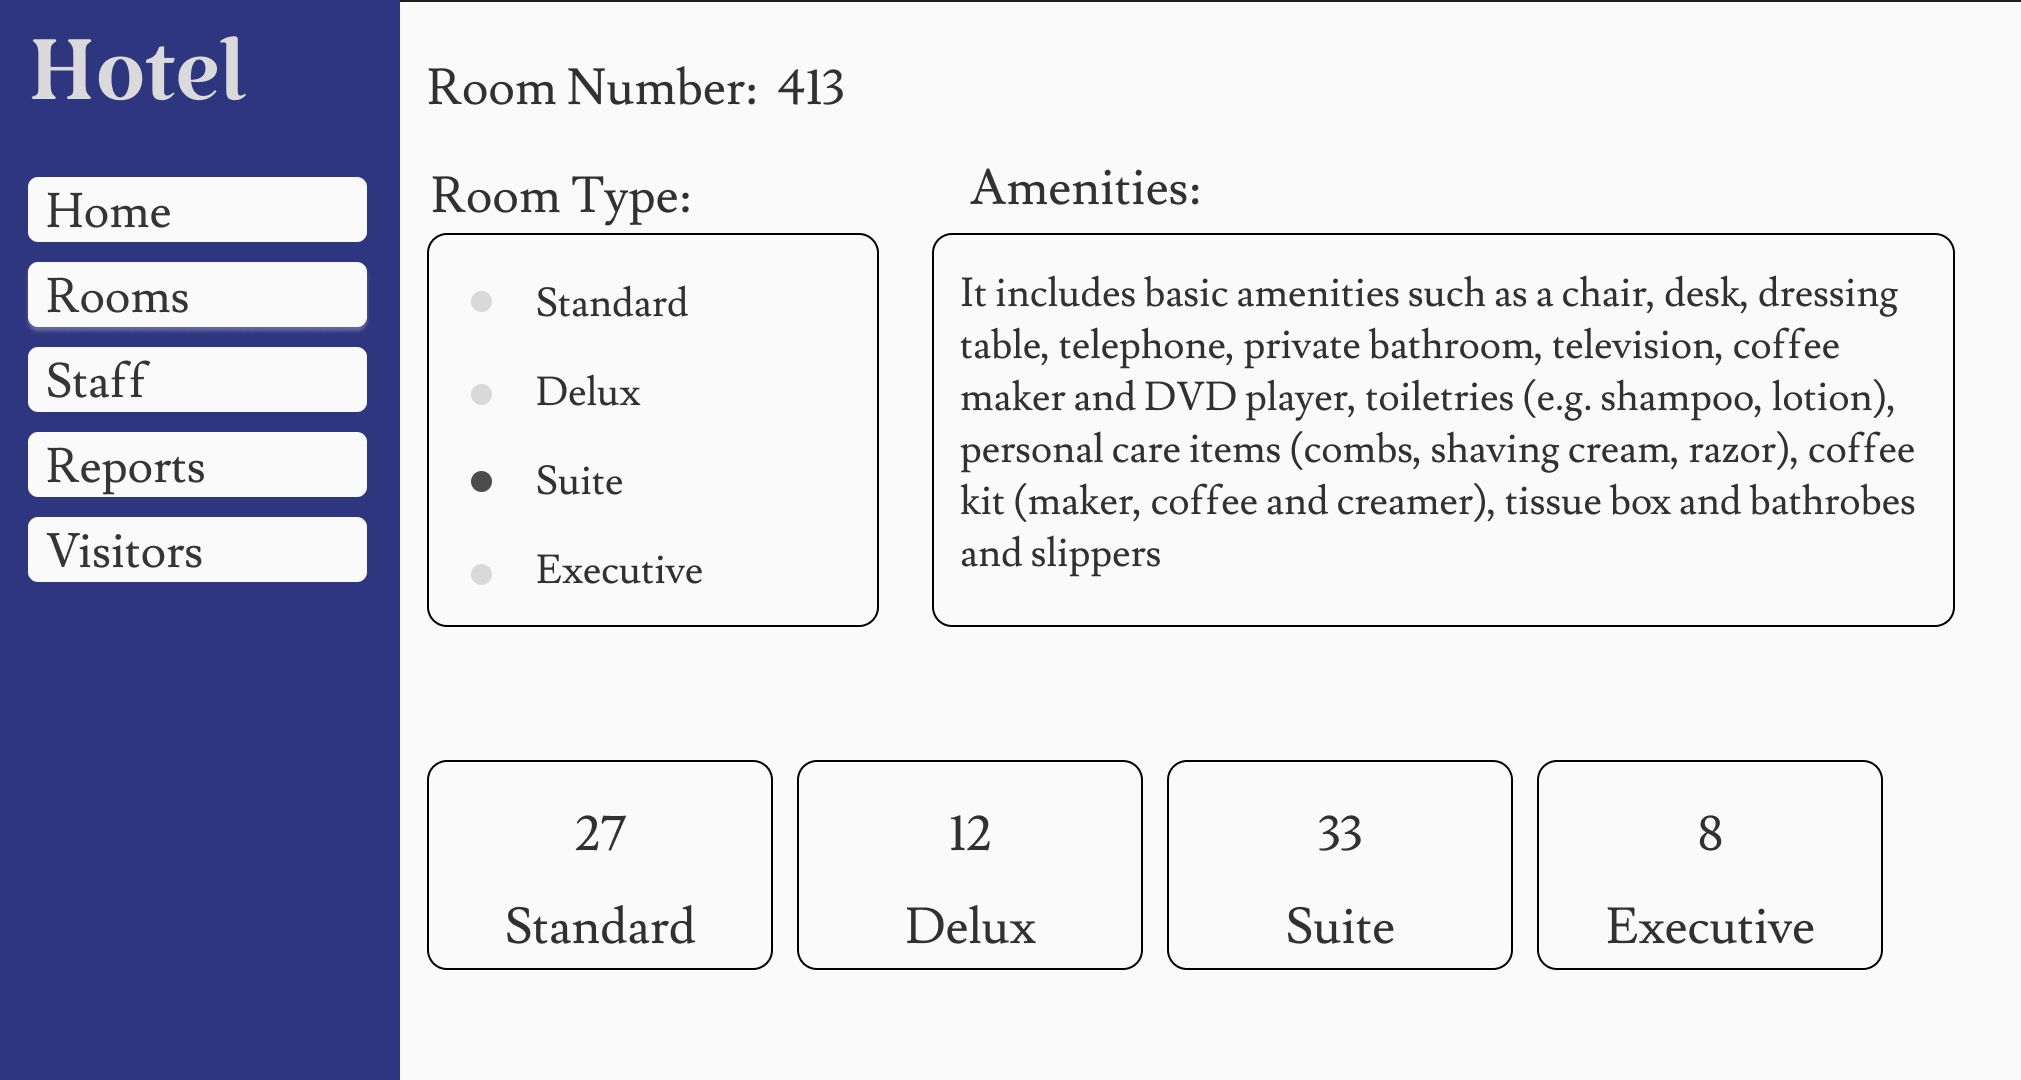 Hotel
Home
Rooms
Staff
Reports
Visitors
Room Number: 413
Room Type:
Standard
Delux
Suite
Executive
Amenities:
It includes basic amenities such as a chair, desk, dressing
table, telephone, private bathroom, television, coffee
maker and DVD player, toiletries (e.g. shampoo, lotion),
personal care items (combs, shaving cream, razor), coffee
kit (maker, coffee and creamer), tissue box and bathrobes
and slippers
27
Standard
12
Delux
33
Suite
8
Executive